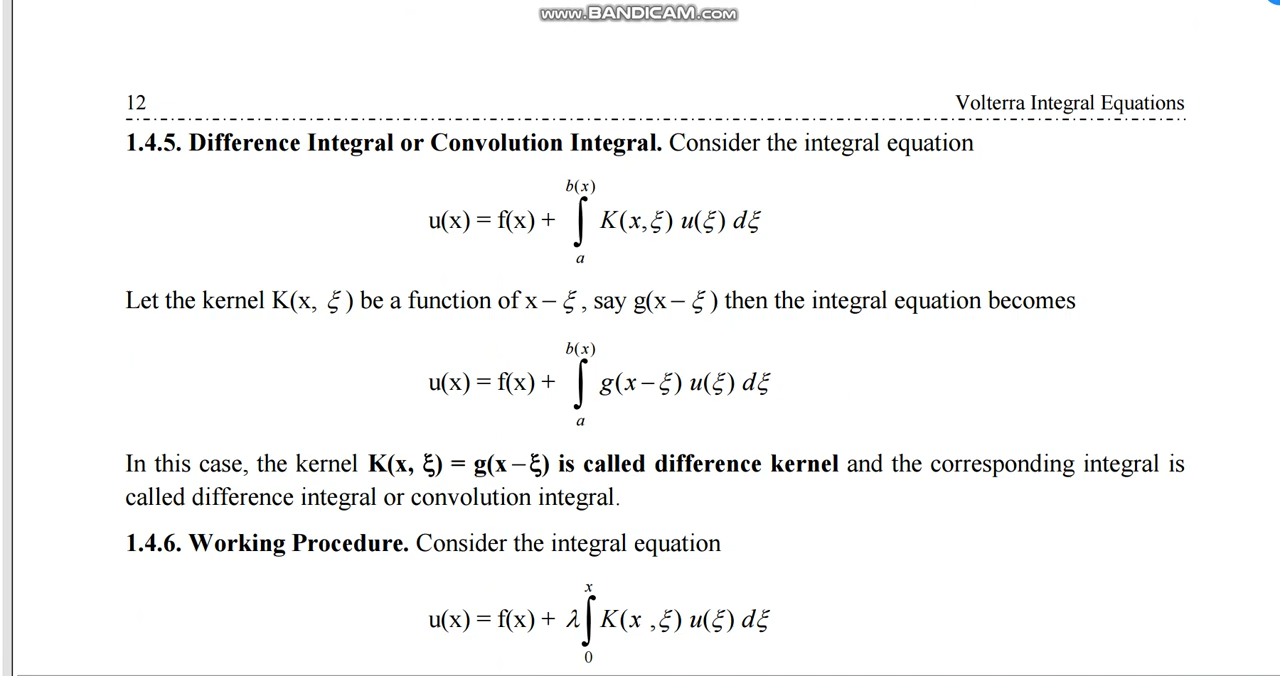 www.BANDICAM.com
12 Volterra Integral Equations
1.4.5. Difference Integral or Convolution Integral. Consider the integral equation
u(x) = f(x) + ∫_a^{b(x)} K(x,ξ) u(ξ) dξ
Let the kernel K(x, ξ ) be a function of x − ξ , say g(x − ξ ) then the integral equation becomes
u(x) = f(x) + ∫_a^{b(x)} g(x−ξ) u(ξ) dξ
In this case, the kernel K(x, ξ) = g(x−ξ) is called difference kernel and the corresponding integral is
called difference integral or convolution integral.
1.4.6. Working Procedure. Consider the integral equation
u(x) = f(x) + λ∫_0^x K(x ,ξ) u(ξ) dξ